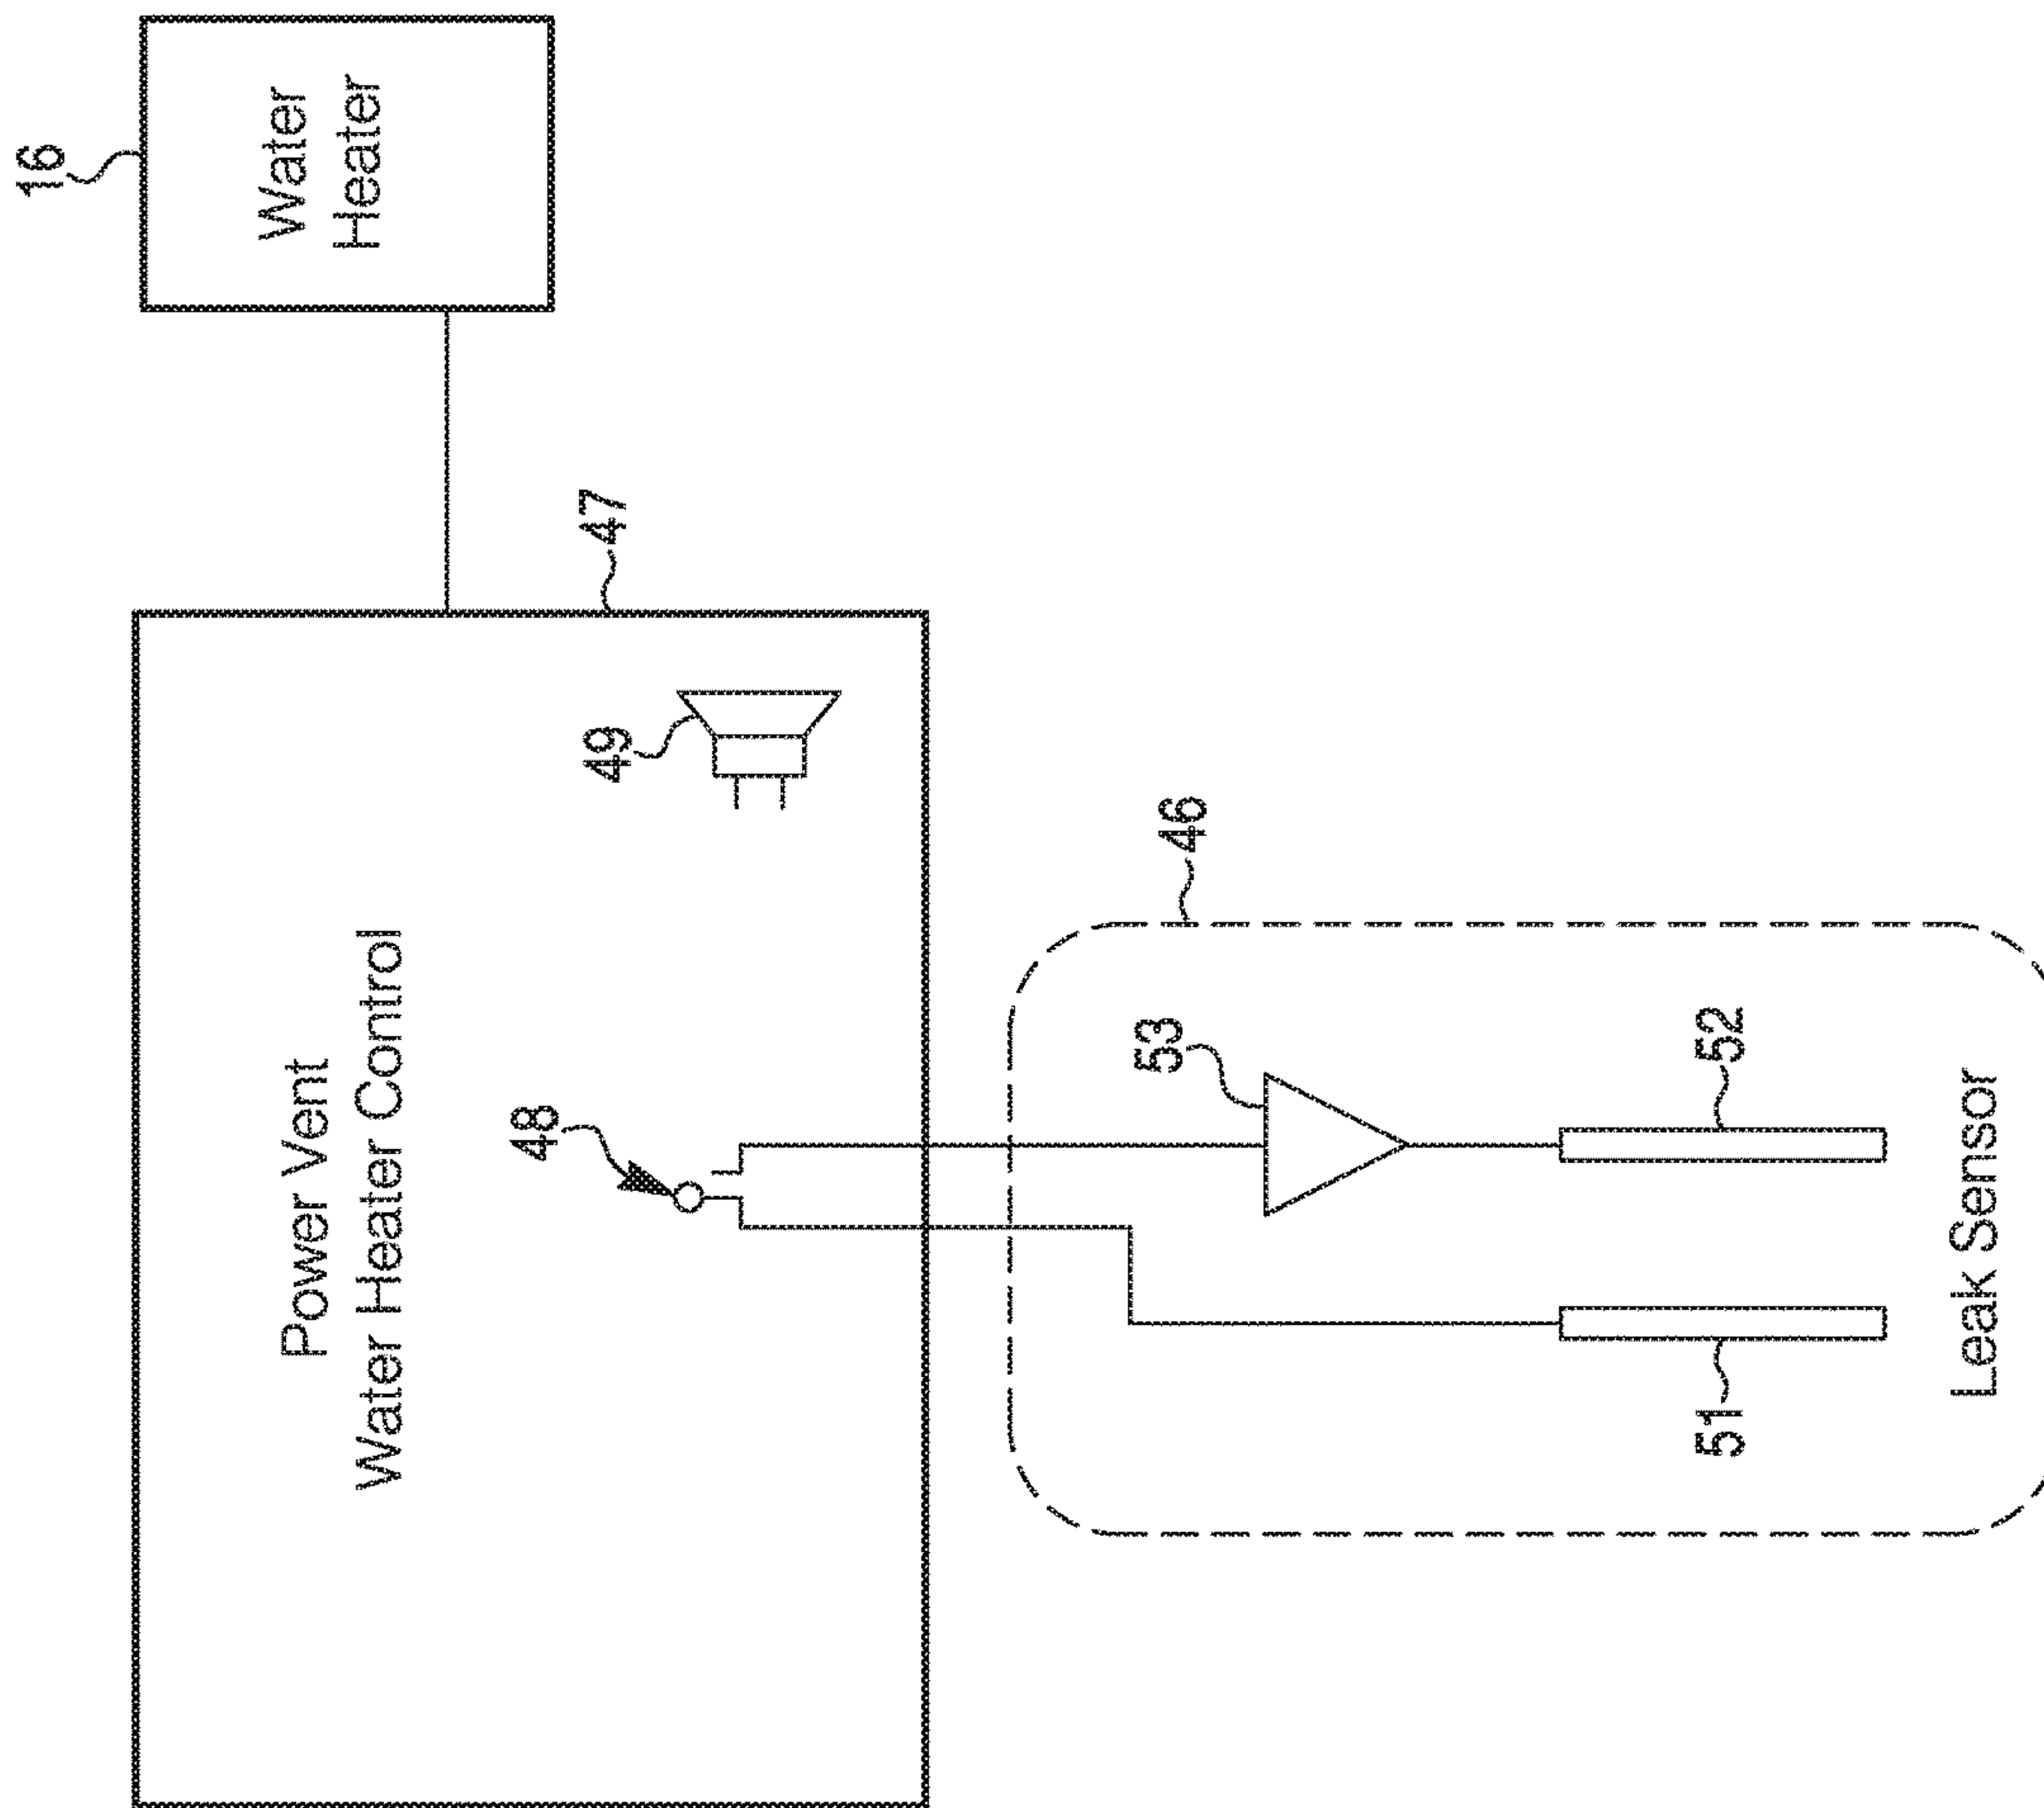 16
Water
Heater
47
49
Power Vent
Water Heater Control
48
46
53
52
51
Leak Sensor